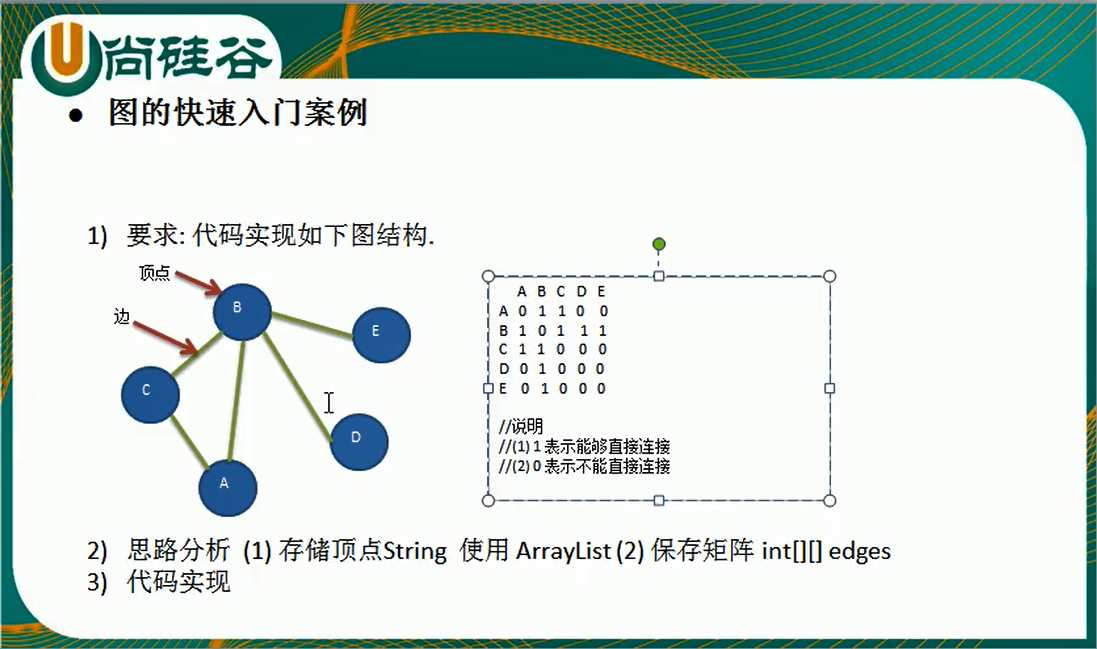 尚硅谷
● 图的快速入门案例
1) 要求: 代码实现如下图结构.
顶点
边
B
E
C
D
A
A B C D E
A 0 1 1 0 0
B 1 0 1 1 1
C 1 1 0 0 0
D 0 1 0 0 0
E 0 1 0 0 0
//说明
//(1) 1 表示能够直接连接
//(2) 0 表示不能直接连接
2) 思路分析 (1) 存储顶点String 使用 ArrayList (2) 保存矩阵 int[][] edges
3) 代码实现